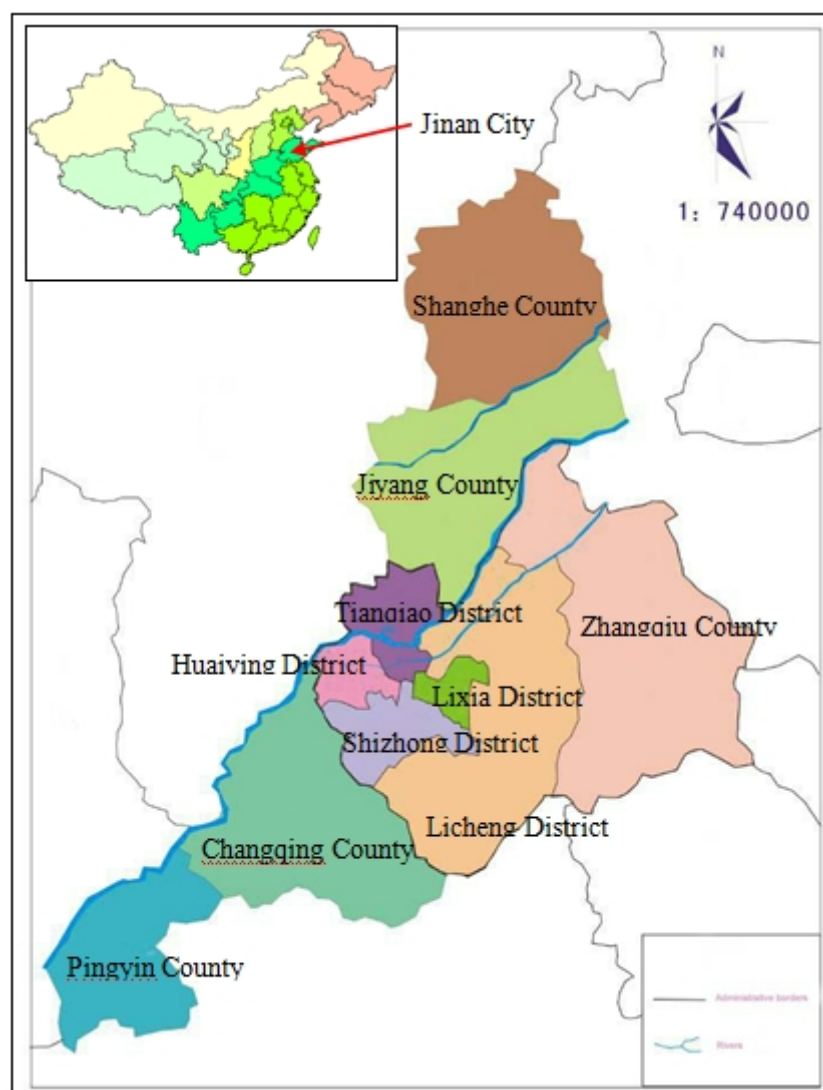 Jinan City
N
1: 740000
Shanghe County
Jiyang County
Tianqiao District
Zhangqiu County
Huaiying District
Lixia District
Shizhong District
Licheng District
Changqing County
Pingyin County
Administrative borders
Rivers